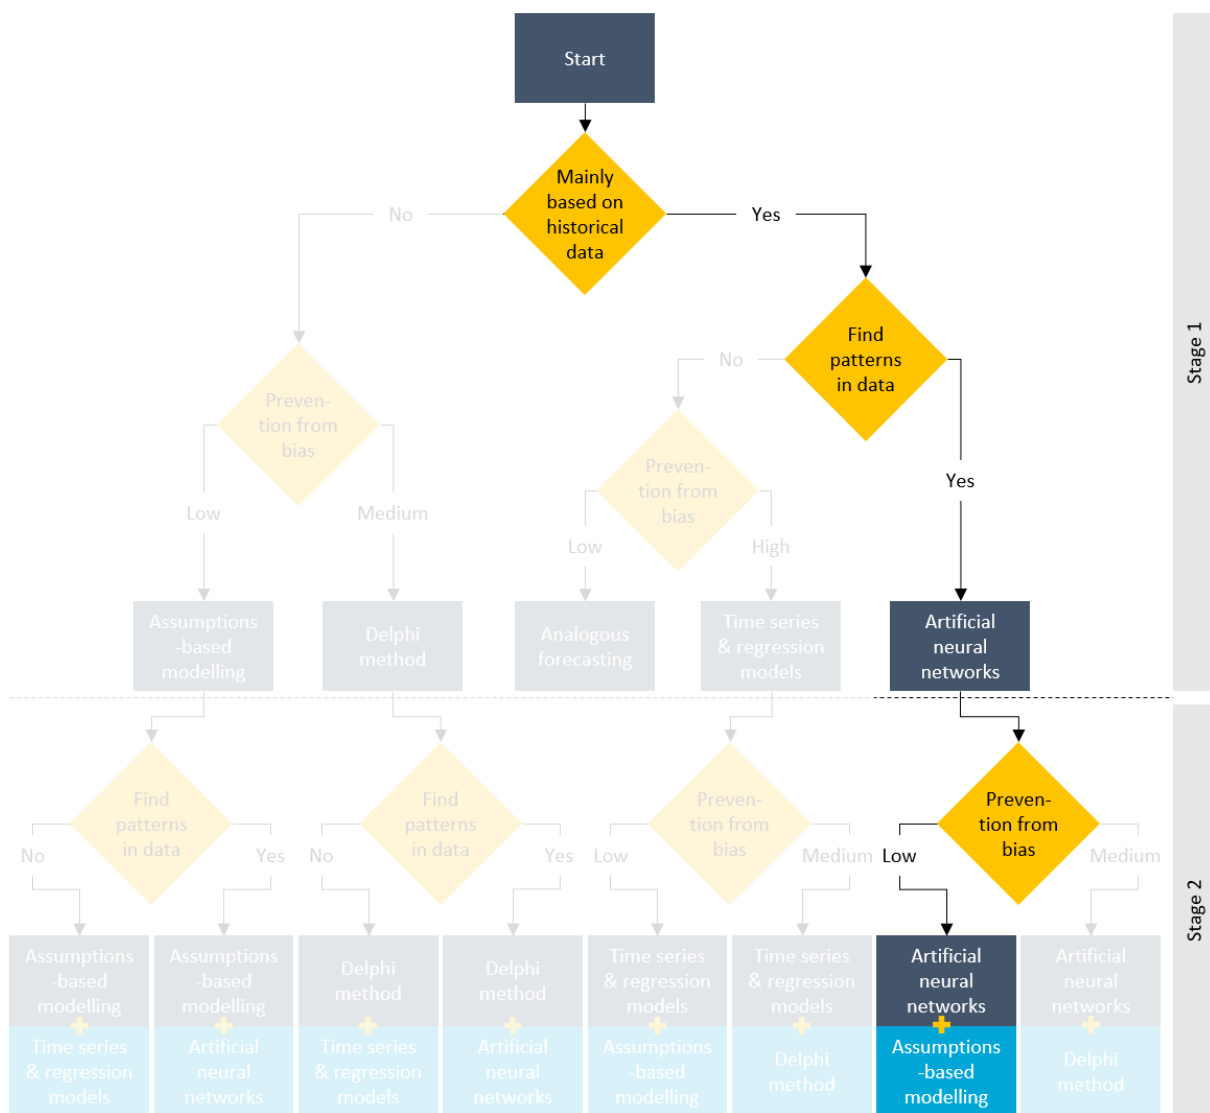 Start
Mainly
based on
historical
data
No
Yes
Find
patterns
in data
No
Yes
Preven-
tion from
bias
Low
Medium
Preven-
tion from
bias
Low
High
Stage 1
Assumptions
-based
modelling
Delphi
method
Analogous
forecasting
Time series
& regression
models
Artificial
neural
networks
Find
patterns
in data
No
Yes
Find
patterns
in data
No
Yes
Preven-
tion from
bias
Low
Medium
Preven-
tion from
bias
Low
Medium
Stage 2
Assumptions
-based
modelling
+
Time series
& regression
models
Assumptions
-based
modelling
+
Artificial
neural
networks
Delphi
method
+
Time series
& regression
models
Delphi
method
+
Artificial
neural
networks
Time series
& regression
models
+
Assumptions
-based
modelling
Time series
& regression
models
+
Delphi
method
Artificial
neural
networks
+
Assumptions
-based
modelling
Artificial
neural
networks
+
Delphi
method